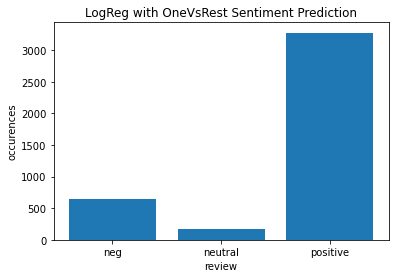 LogReg with OneVsRest Sentiment Prediction
occurences
3000
2500
2000
1500
1000
500
0
neg neutral positive
review